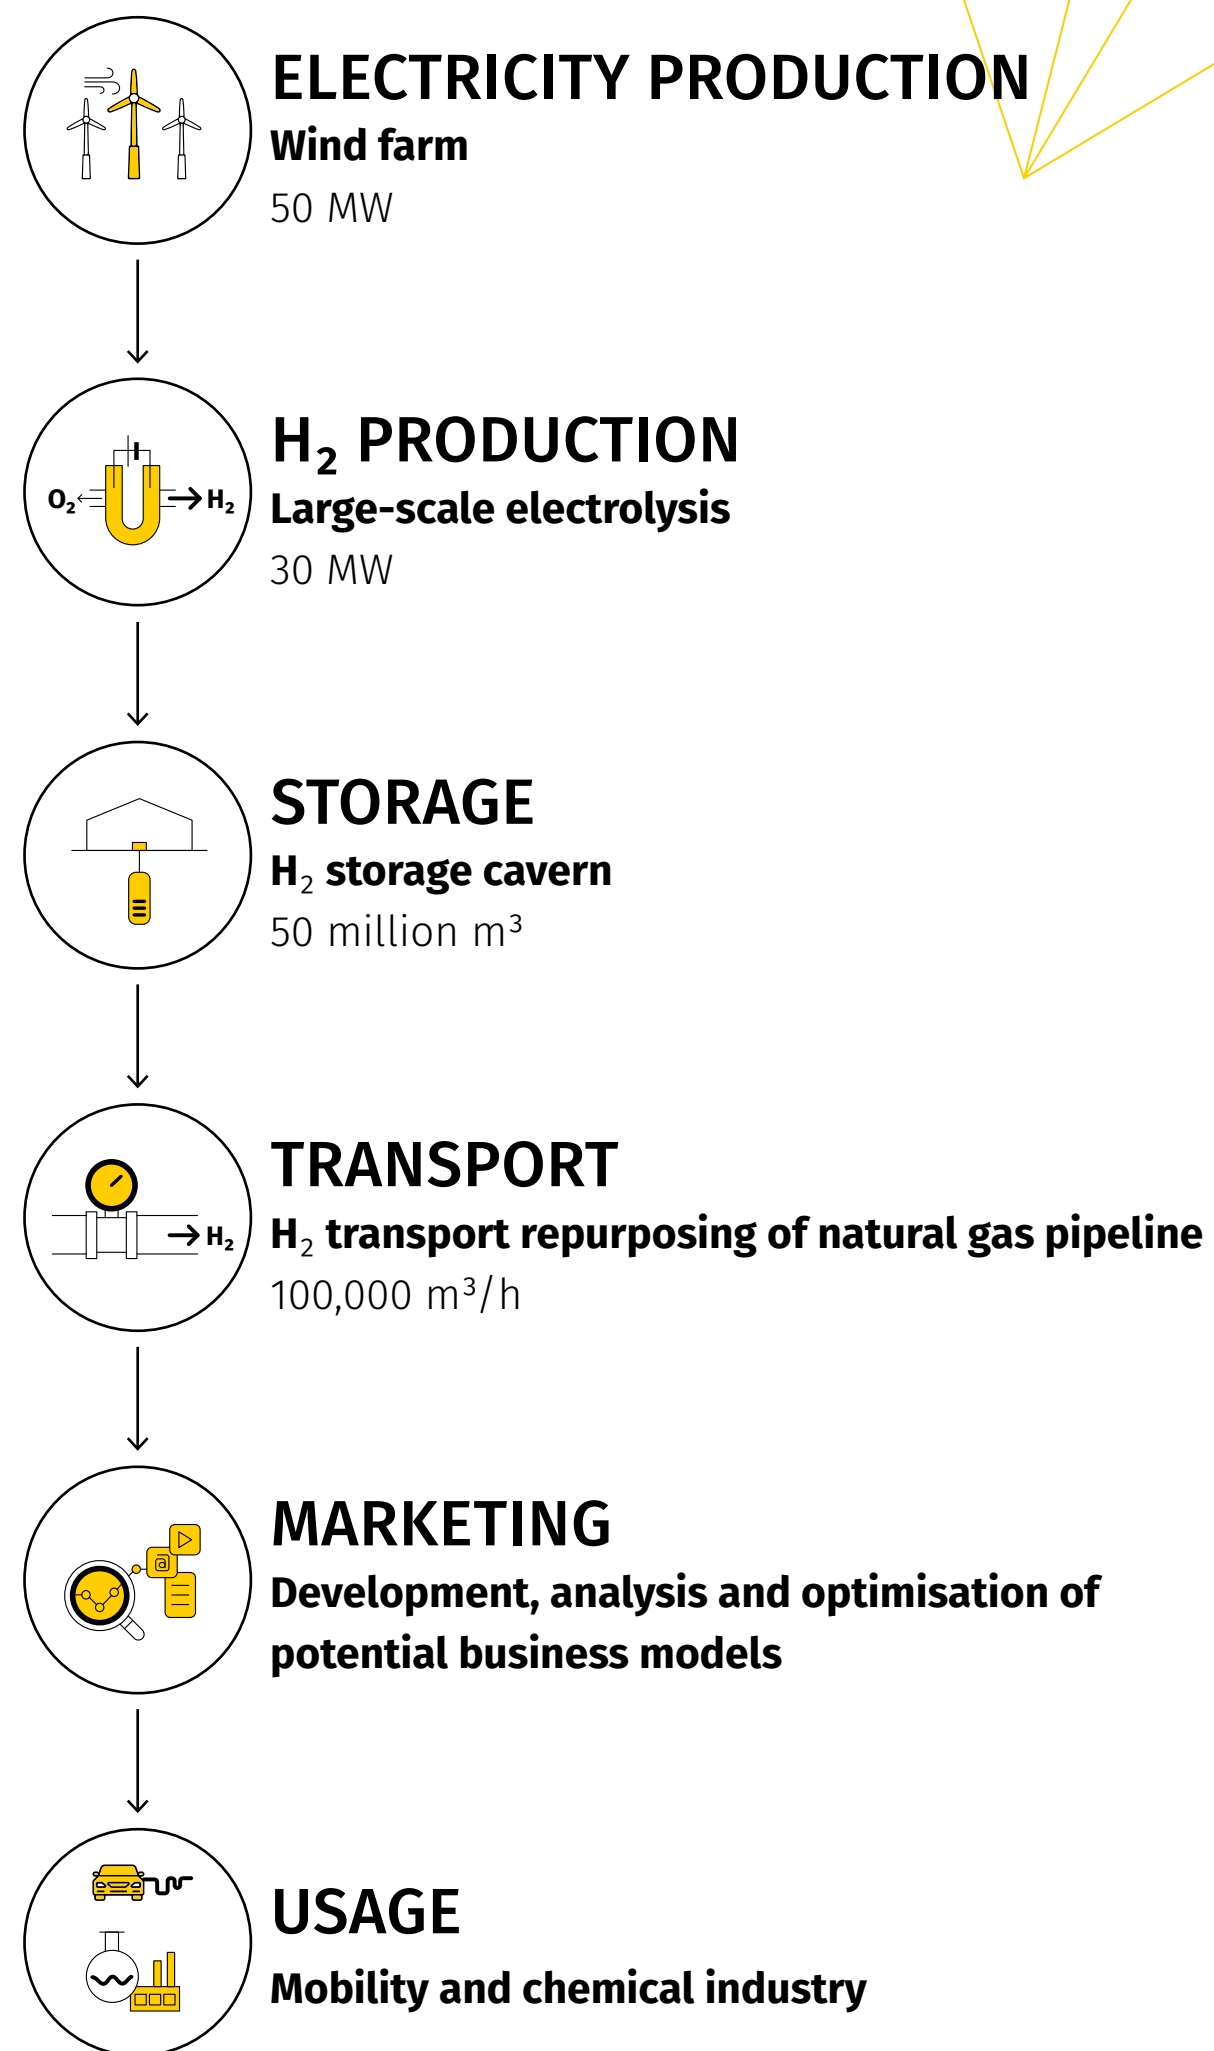 ELECTRICITY PRODUCTION
Wind farm
50 MW
H₂ PRODUCTION
O₂
H₂
Large-scale electrolysis
30 MW
STORAGE
H₂ storage cavern
50 million m³
TRANSPORT
H₂
H₂ transport repurposing of natural gas pipeline
100,000 m³/h
MARKETING
@
Development, analysis and optimisation of
potential business models
USAGE
Mobility and chemical industry